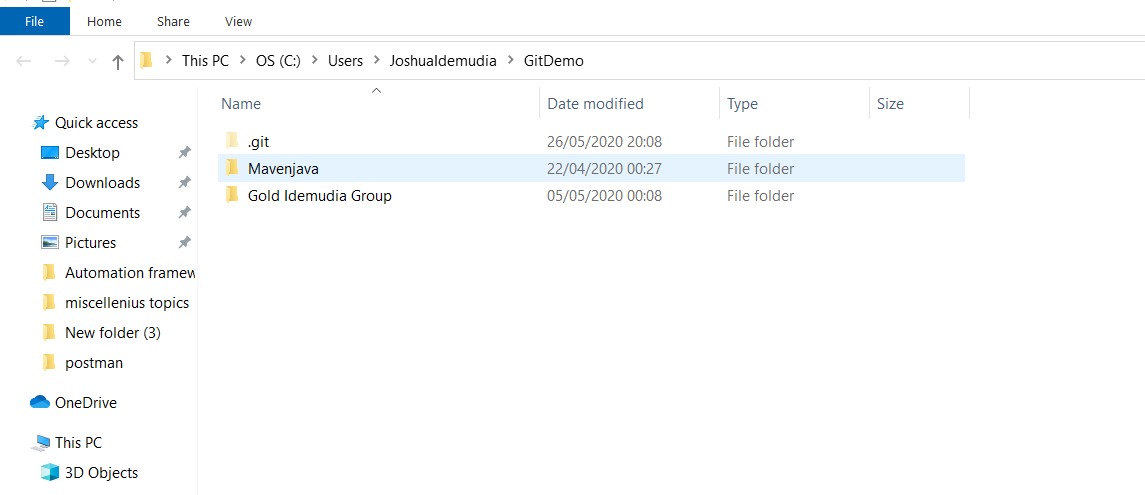 File Home Share View
This PC OS (C:) Users JoshuaIdemudia GitDemo
Name Date modified Type Size
.git 26/05/2020 20:08 File folder
Mavenjava 22/04/2020 00:27 File folder
Gold Idemudia Group 05/05/2020 00:08 File folder
Quick access
Desktop
Downloads
Documents
Pictures
Automation framew
miscellenius topics
New folder (3)
postman
OneDrive
This PC
3D Objects